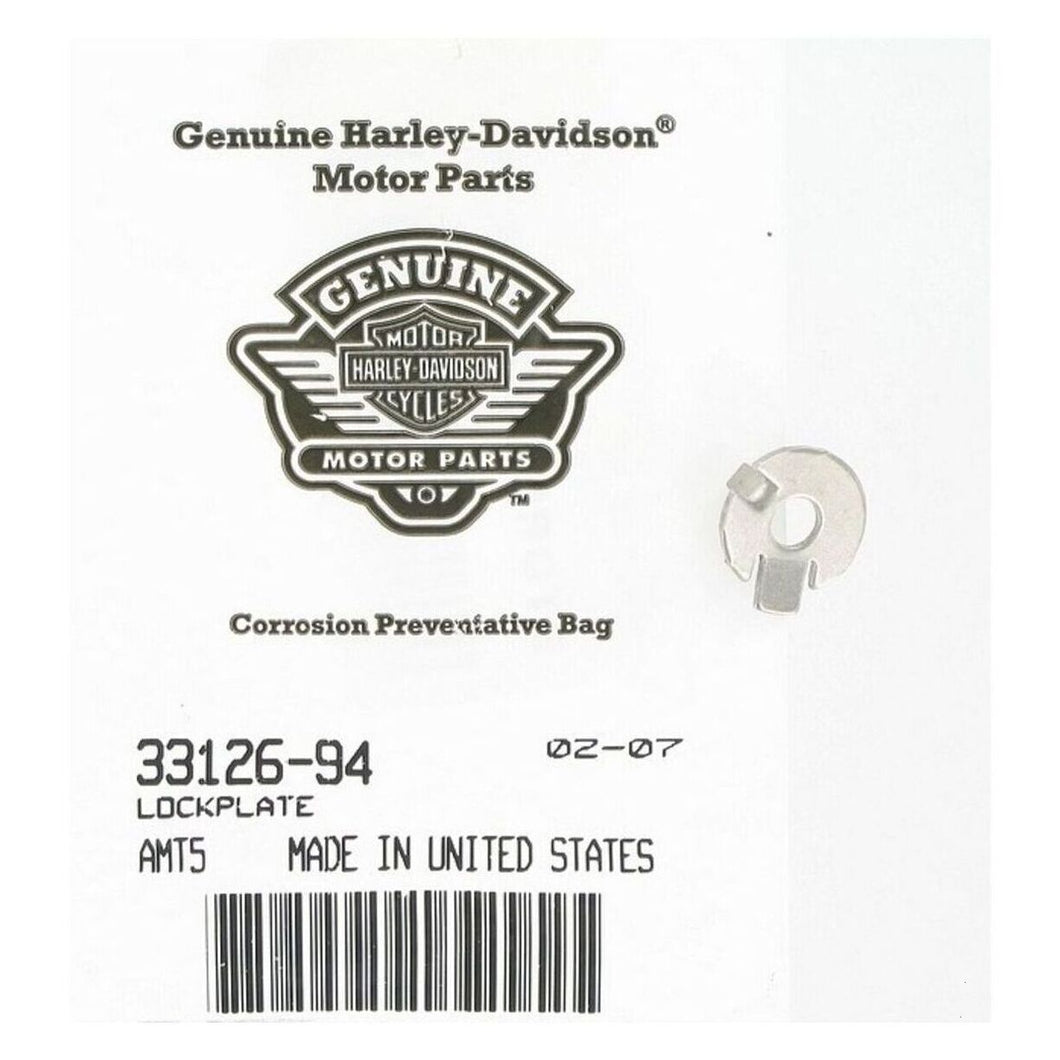 Genuine Harley-Davidson®
Motor Parts
GENUINE
MOTOR
HARLEY-DAVIDSON
CYCLES
MOTOR PARTS
™
Corrosion Preventative Bag
33126-94
02-07
LOCKPLATE
AMT5 MADE IN UNITED STATES